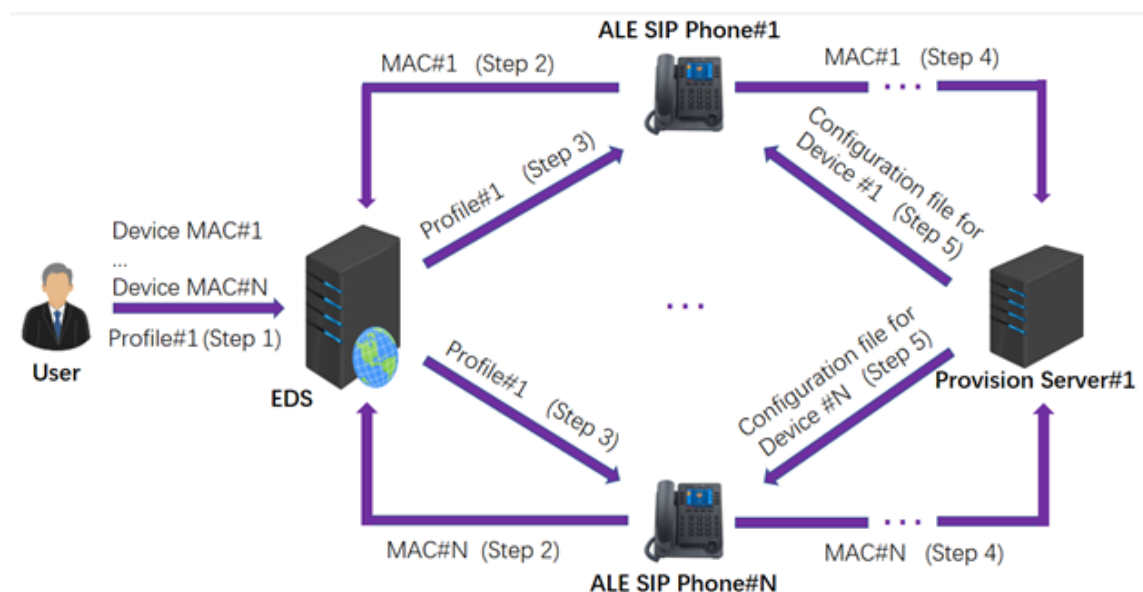 ALE SIP Phone#1
MAC#1 (Step 2)
MAC#1 (Step 4)
...
Profile#1 (Step 3)
Configuration file for
Device #1 (Step 5)
Device MAC#1
...
Device MAC#N
Profile#1 (Step 1)
User
EDS
...
Provision Server#1
Profile#1 (Step 3)
Configuration file for
Device #N (Step 5)
MAC#N (Step 2)
...
MAC#N (Step 4)
ALE SIP Phone#N